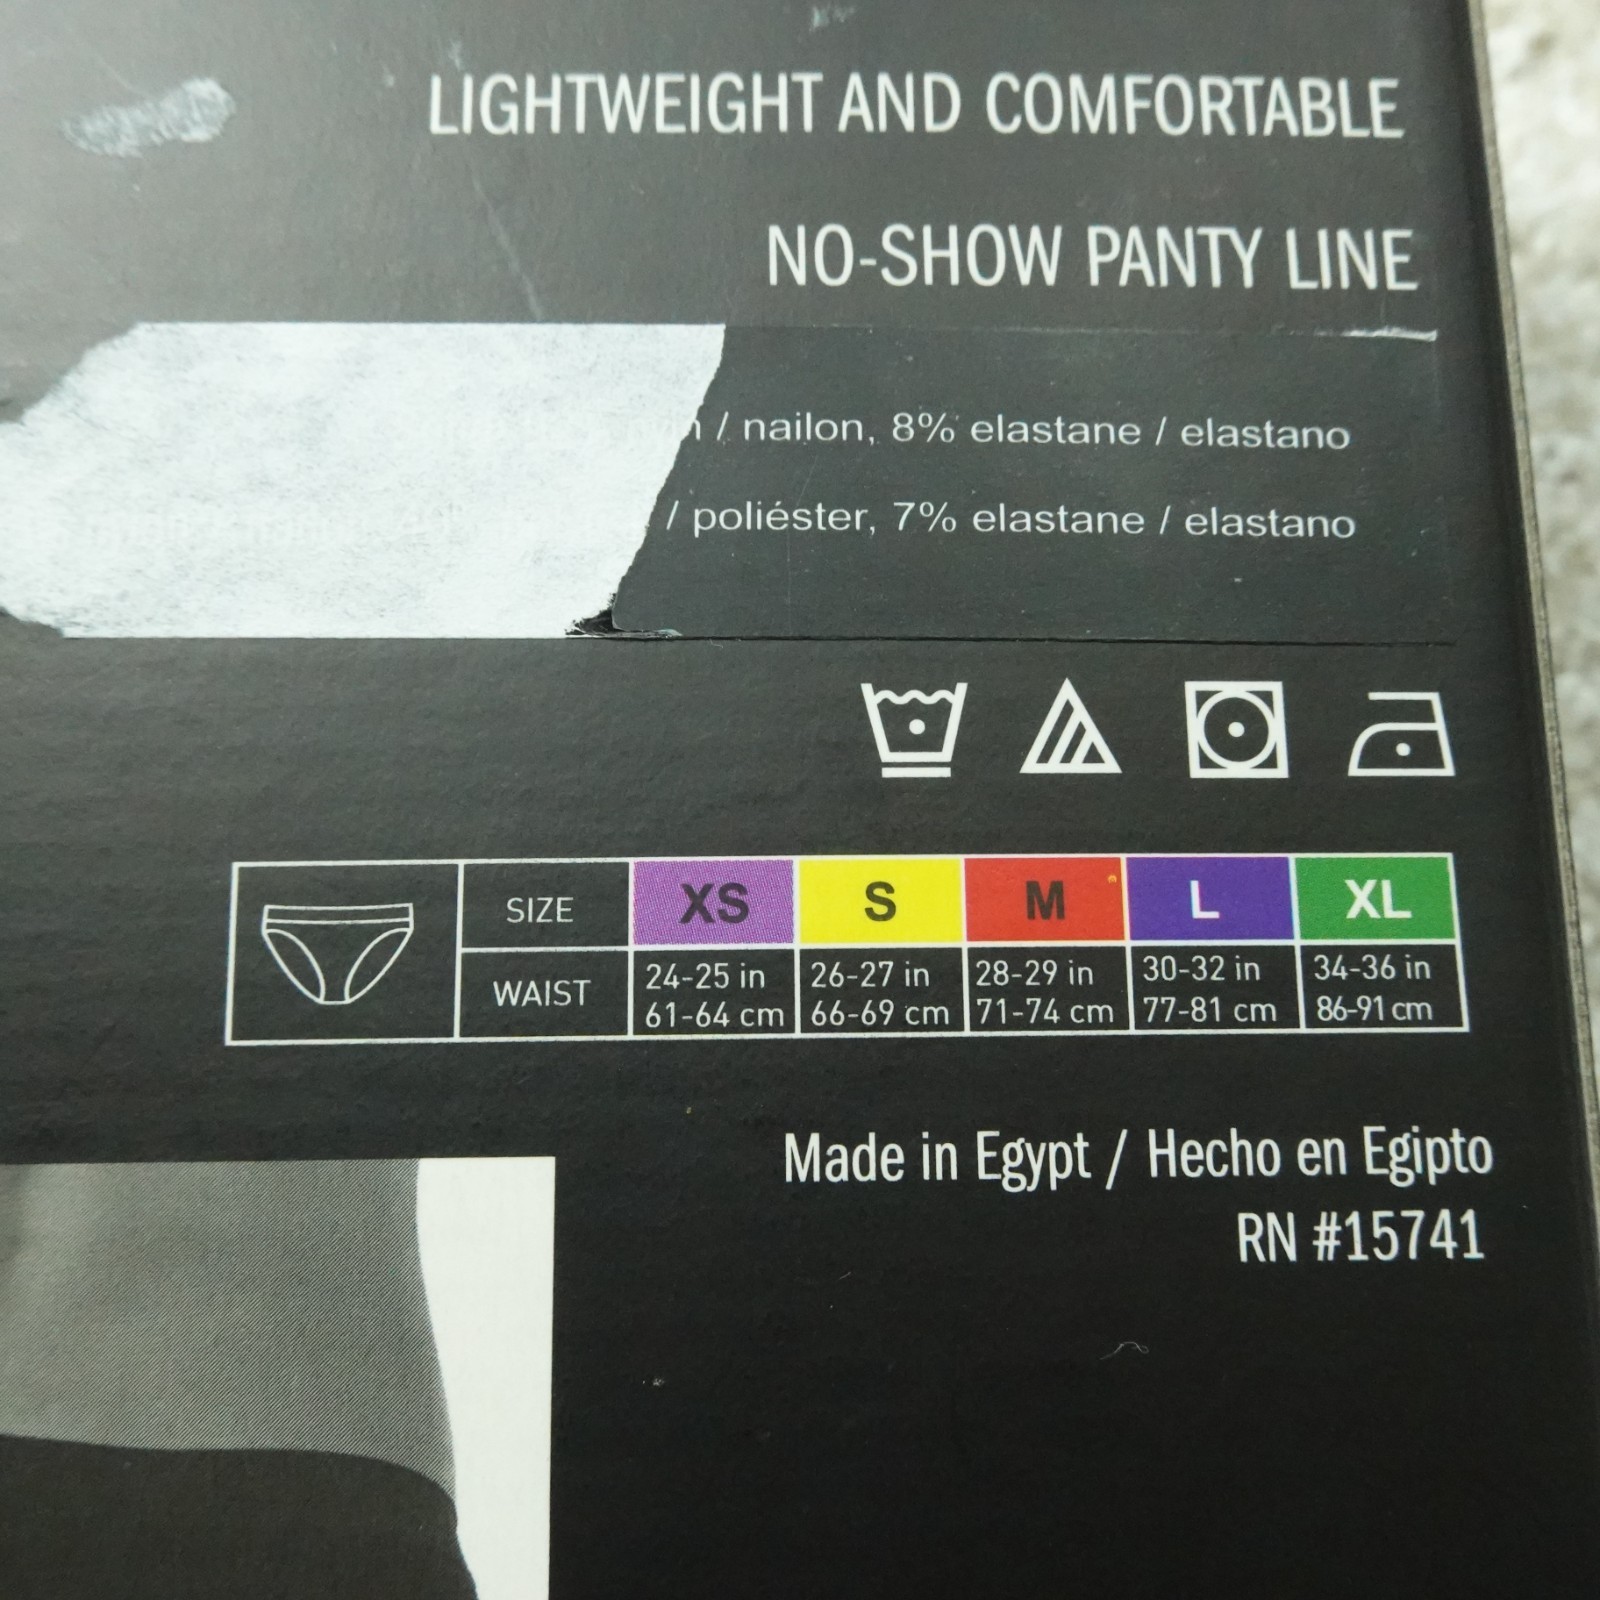 LIGHTWEIGHT AND COMFORTABLE
NO-SHOW PANTY LINE
/ nailon, 8% elastane / elastano
/ poliéster, 7% elastane / elastano
SIZE XS S M L XL
WAIST 24-25 in 26-27 in 28-29 in 30-32 in 34-36 in
61-64 cm 66-69 cm 71-74 cm 77-81 cm 86-91 cm
Made in Egypt / Hecho en Egipto
RN #15741